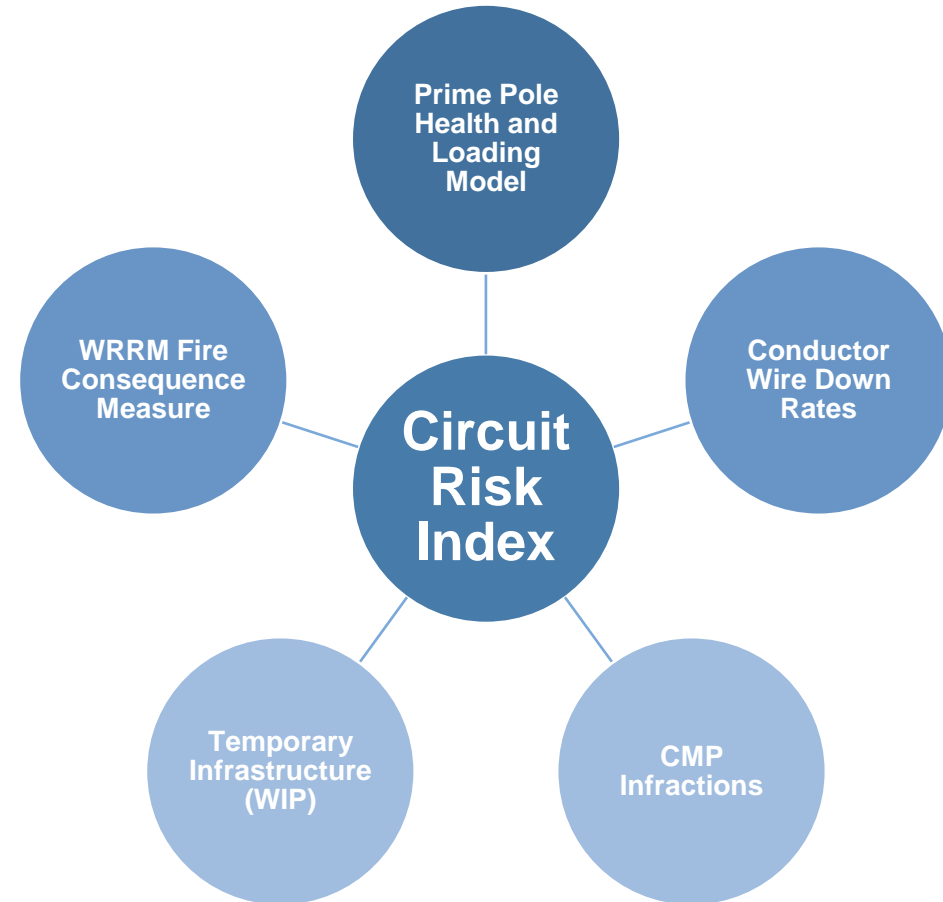 Prime Pole
Health and
Loading
Model
WRRM Fire
Consequence
Measure
Conductor
Wire Down
Rates
Circuit
Risk
Index
Temporary
Infrastructure
(WIP)
CMP
Infractions